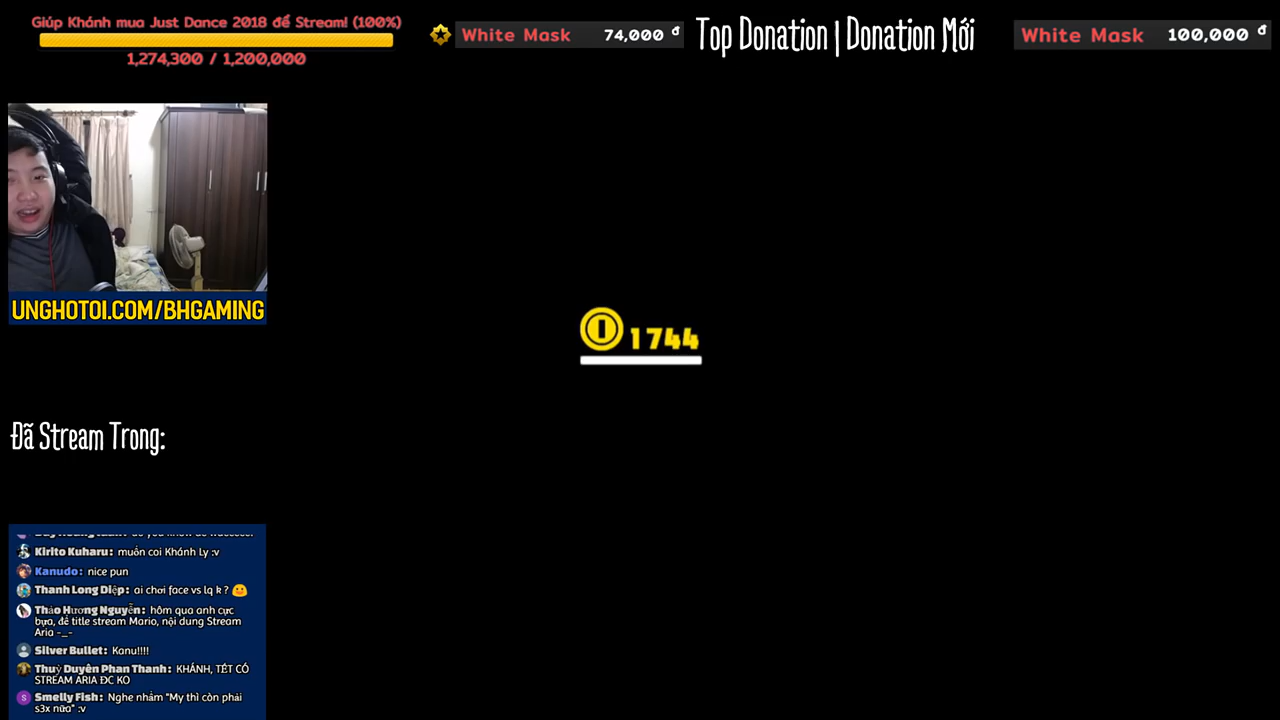 Giúp Khánh mua Just Dance 2018 để Stream! (100%)
1,274,300 / 1,200,000
White Mask 74,000 đ
Top Donation | Donation Mới
White Mask 100,000 đ
UNGHOTOI.COM/BHGAMING
1744
Đã Stream Trong:
Kirito Kuharu: muốn coi Khánh Ly :v
Kanudo: nice pun
Thanh Long Diệp: ai chơi face vs lq k ?
Thảo Hương Nguyễn: hôm qua anh cực
bựa, để title stream Mario, nội dung Stream
Aria -_-
Silver Bullet: Kanu!!!!
Thuỳ Duyên Phan Thanh: KHÁNH, TẾT CÓ
STREAM ARIA ĐC KO
S Smelly Fish: Nghe nhầm "My thì còn phải
s3x nữa" :v